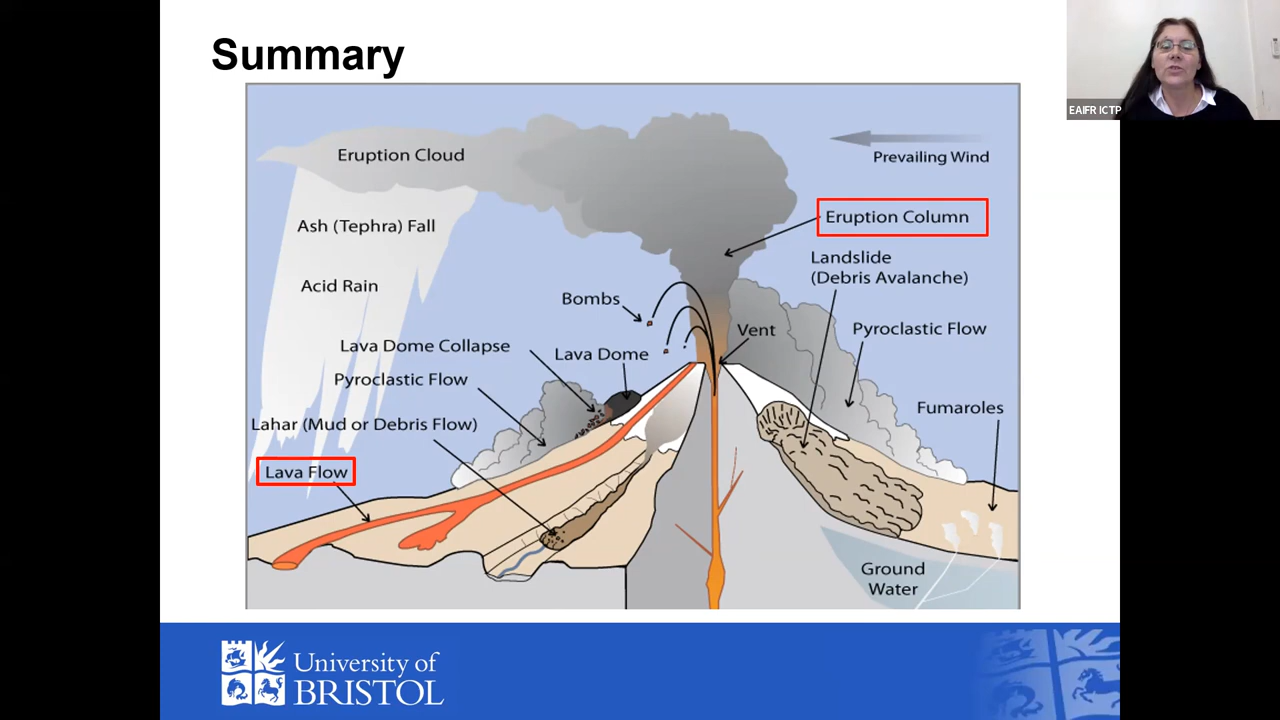 Summary
EAIFR ICTP
Eruption Cloud
Prevailing Wind
Ash (Tephra) Fall
Eruption Column
Acid Rain
Landslide
(Debris Avalanche)
Bombs
Vent
Pyroclastic Flow
Lava Dome Collapse
Lava Dome
Pyroclastic Flow
Fumaroles
Lahar (Mud or Debris Flow)
Lava Flow
Ground
Water
University of
BRISTOL